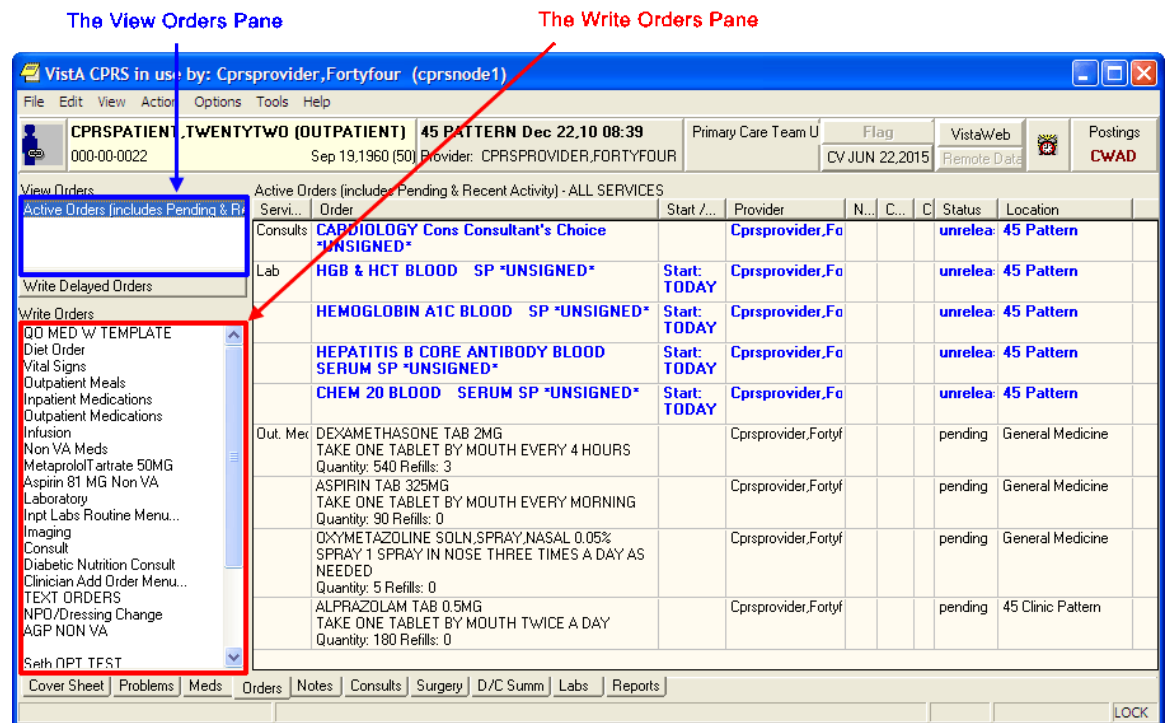 The View Orders Pane
The Write Orders Pane
VistA CPRS in use by: Cprsprovider,Fortyfour (cprsnode1)
File Edit View Action Options Tools Help
CPRSPATIENT,TWENTYTWO (OUTPATIENT) 45 PATTERN Dec 22,10 08:39 Primary Care Team U Flag VistaWeb Postings
000-00-0022 Sep 19,1960 (50) Provider: CPRSPROVIDER,FORTYFOUR CV JUN 22,2015 Remote Data CWAD
View Orders
Active Orders (includes Pending & Re
Write Delayed Orders
Write Orders
QO MED W TEMPLATE
Diet Order
Vital Signs
Outpatient Meals
Inpatient Medications
Outpatient Medications
Infusion
Non VA Meds
MetaprololTartrate 50MG
Aspirin 81 MG Non VA
Laboratory
Inpt Labs Routine Menu...
Imaging
Consult
Diabetic Nutrition Consult
Clinician Add Order Menu...
TEXT ORDERS
NPO/Dressing Change
AGP NON VA
Seth OPT TEST
Active Orders (includes Pending & Recent Activity) - ALL SERVICES
Servi... Order Start /... Provider N... C... C Status Location
Consults CARDIOLOGY Cons Consultant's Choice Cprsprovider,Fo unrelea: 45 Pattern
*UNSIGNED*
Lab HGB & HCT BLOOD SP *UNSIGNED* Start: Cprsprovider,Fo unrelea: 45 Pattern
TODAY
HEMOGLOBIN A1C BLOOD SP *UNSIGNED* Start: Cprsprovider,Fo unrelea: 45 Pattern
TODAY
HEPATITIS B CORE ANTIBODY BLOOD Start: Cprsprovider,Fo unrelea: 45 Pattern
SERUM SP *UNSIGNED* TODAY
CHEM 20 BLOOD SERUM SP *UNSIGNED* Start: Cprsprovider,Fo unrelea: 45 Pattern
TODAY
Out. Mec DEXAMETHASONE TAB 2MG Cprsprovider,Fortyf pending General Medicine
TAKE ONE TABLET BY MOUTH EVERY 4 HOURS
Quantity: 540 Refills: 3
ASPIRIN TAB 325MG Cprsprovider,Fortyf pending General Medicine
TAKE ONE TABLET BY MOUTH EVERY MORNING
Quantity: 90 Refills: 0
OXYMETAZOLINE SOLN,SPRAY,NASAL 0.05% Cprsprovider,Fortyf pending General Medicine
SPRAY 1 SPRAY IN NOSE THREE TIMES A DAY AS
NEEDED
Quantity: 5 Refills: 0
ALPRAZOLAM TAB 0.5MG Cprsprovider,Fortyf pending 45 Clinic Pattern
TAKE ONE TABLET BY MOUTH TWICE A DAY
Quantity: 180 Refills: 0
Cover Sheet Problems Meds Orders Notes Consults Surgery D/C Summ Labs Reports
LOCK